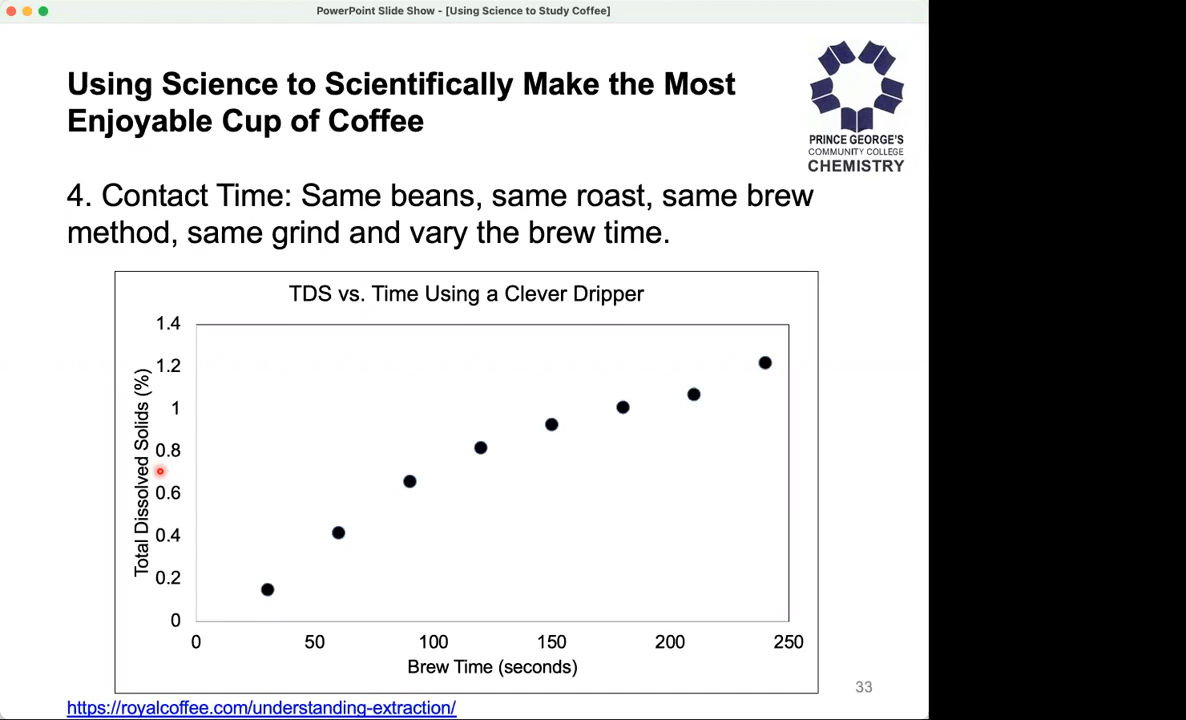 PowerPoint Slide Show - [Using Science to Study Coffee]
Using Science to Scientifically Make the Most
Enjoyable Cup of Coffee
PRINCE GEORGE'S
COMMUNITY COLLEGE
CHEMISTRY
4. Contact Time: Same beans, same roast, same brew
method, same grind and vary the brew time.
TDS vs. Time Using a Clever Dripper
Total Dissolved Solids (%)
1.4
1.2
1
0.8
0.6
0.4
0.2
0
0 50 100 150 200 250
Brew Time (seconds)
33
https://royalcoffee.com/understanding-extraction/